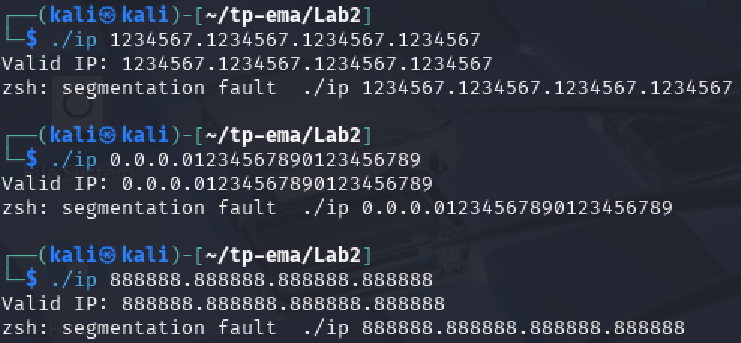 ┌──(kali㉿kali)-[~/tp-ema/Lab2]
└─$ ./ip 1234567.1234567.1234567.1234567
Valid IP: 1234567.1234567.1234567.1234567
zsh: segmentation fault  ./ip 1234567.1234567.1234567.1234567
┌──(kali㉿kali)-[~/tp-ema/Lab2]
└─$ ./ip 0.0.0.01234567890123456789
Valid IP: 0.0.0.01234567890123456789
zsh: segmentation fault  ./ip 0.0.0.01234567890123456789
┌──(kali㉿kali)-[~/tp-ema/Lab2]
└─$ ./ip 888888.888888.888888.888888
Valid IP: 888888.888888.888888.888888
zsh: segmentation fault  ./ip 888888.888888.888888.888888